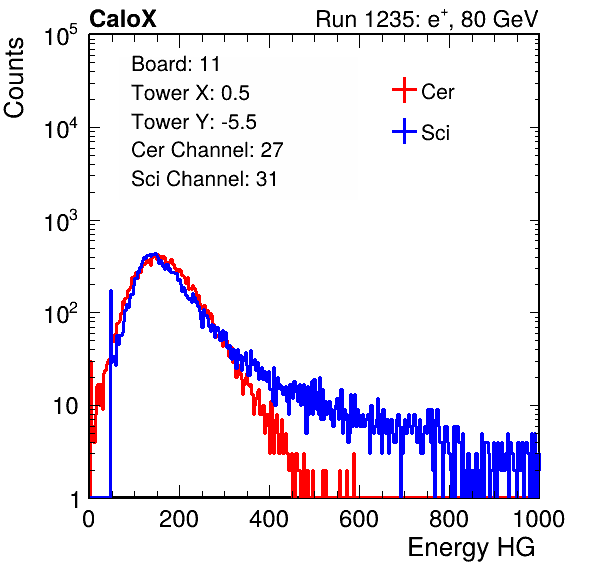 CaloX Run 1235: e⁺, 80 GeV
Counts
10⁵
10⁴
10³
10²
10
1
Board: 11
Tower X: 0.5
Tower Y: -5.5
Cer Channel: 27
Sci Channel: 31
Cer
Sci
0 200 400 600 800 1000
Energy HG